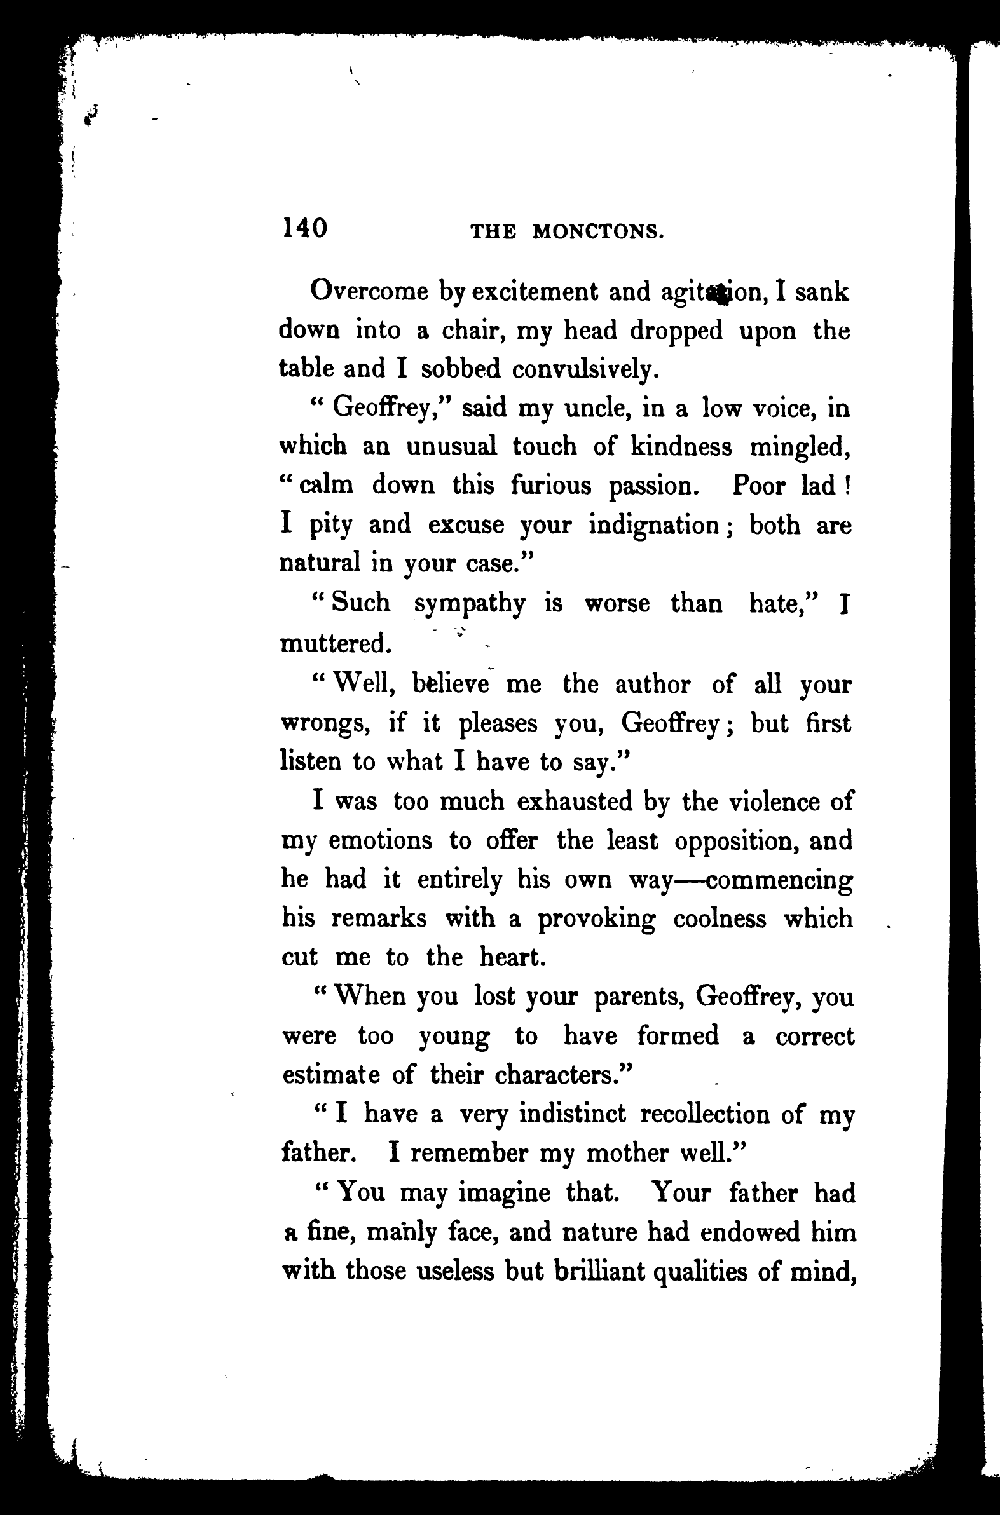 140 THE MONCTONS.
Overcome by excitement and agitation, I sank
down into a chair, my head dropped upon the
table and I sobbed convulsively.
“ Geoffrey,” said my uncle, in a low voice, in
which an unusual touch of kindness mingled,
“ calm down this furious passion. Poor lad !
I pity and excuse your indignation ; both are
natural in your case.”
“ Such sympathy is worse than hate,” I
muttered.
“ Well, believe me the author of all your
wrongs, if it pleases you, Geoffrey ; but first
listen to what I have to say.”
I was too much exhausted by the violence of
my emotions to offer the least opposition, and
he had it entirely his own way—commencing
his remarks with a provoking coolness which
cut me to the heart.
“ When you lost your parents, Geoffrey, you
were too young to have formed a correct
estimate of their characters.”
“ I have a very indistinct recollection of my
father. I remember my mother well.”
“ You may imagine that. Your father had
a fine, manly face, and nature had endowed him
with those useless but brilliant qualities of mind,